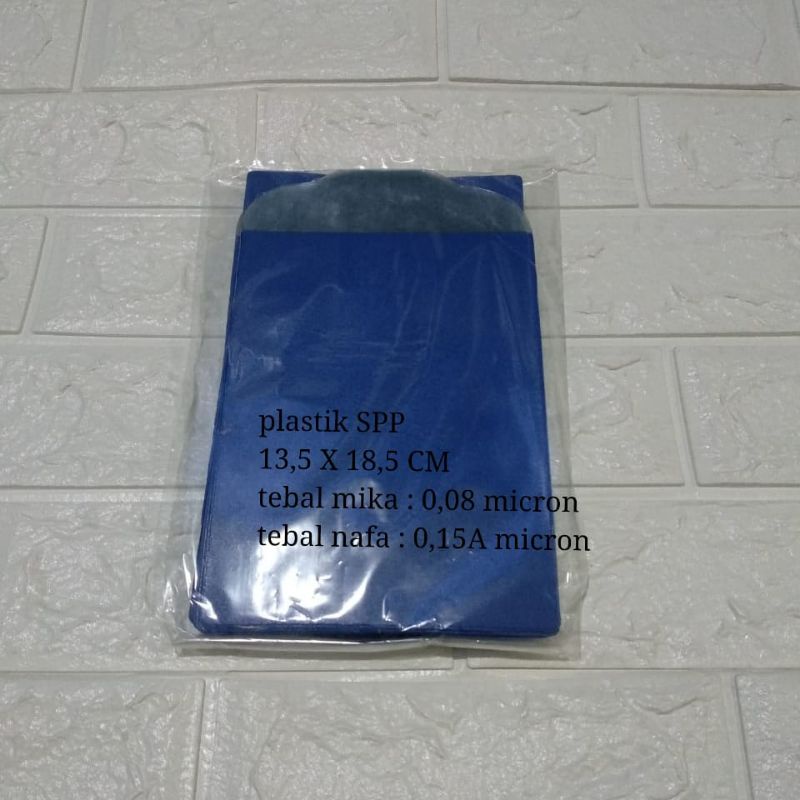 plastik SPP
13,5 X 18,5 CM
tebal mika : 0,08 micron
tebal nafa : 0,15A micron